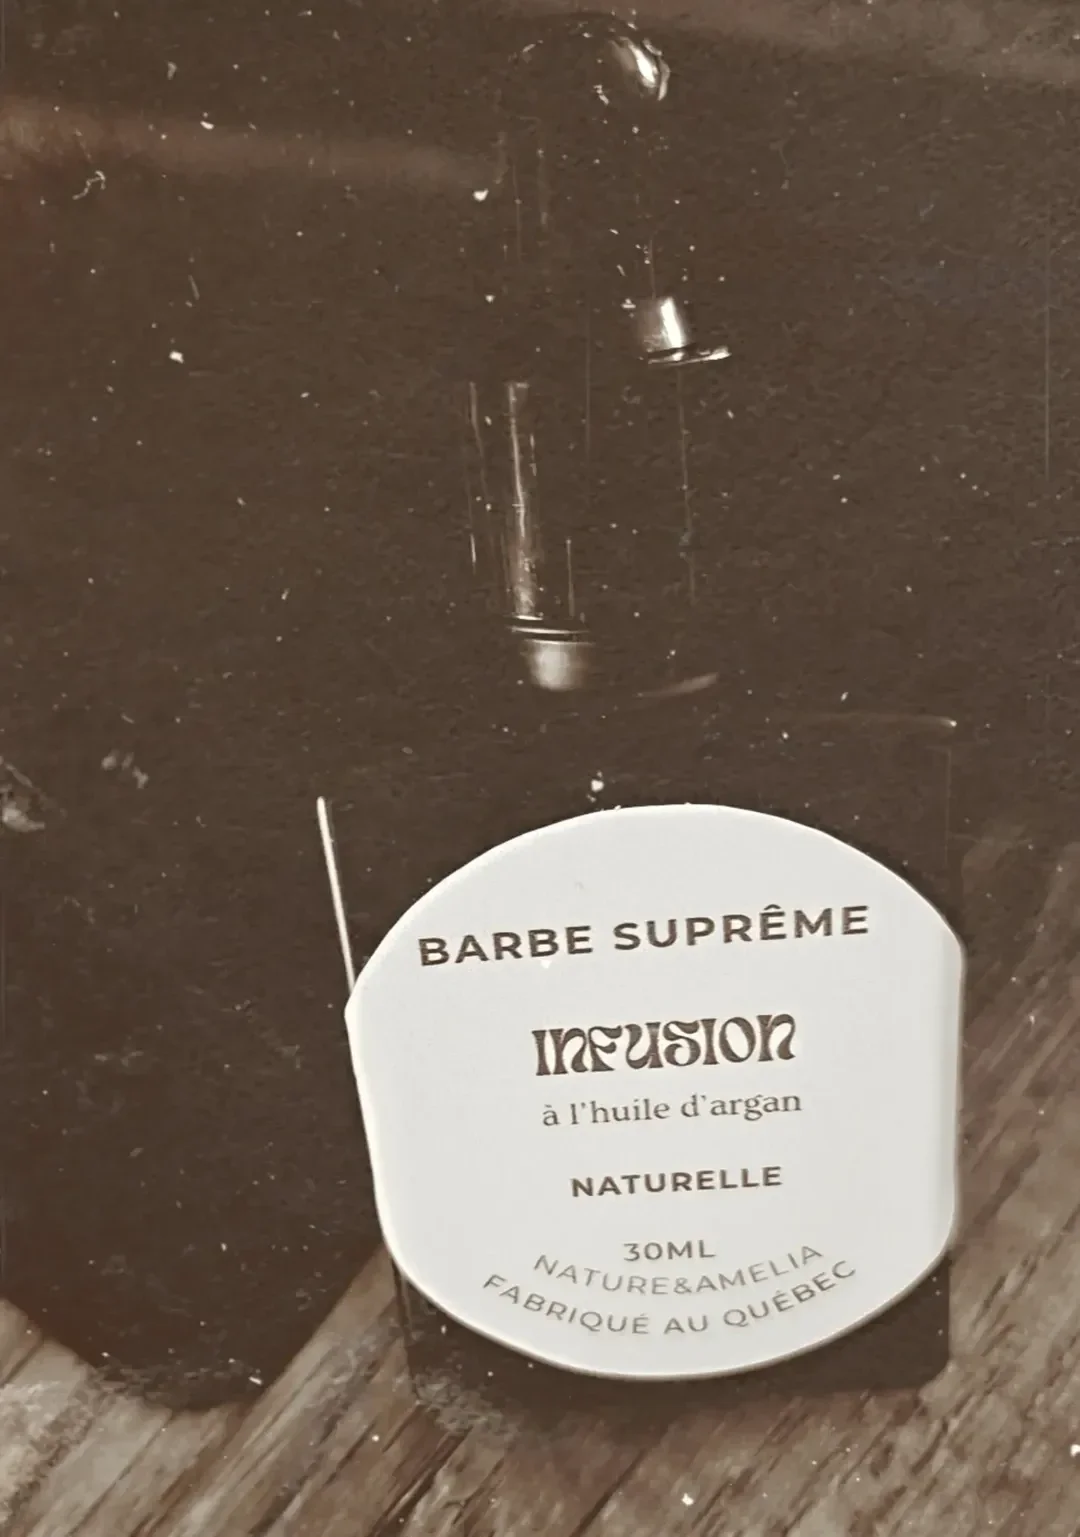 BARBE SUPRÊME
INFUSION
à l'huile d'argan
NATURELLE
30ML
NATURE&AMELIA
FABRIQUÉ AU QUÉBEC